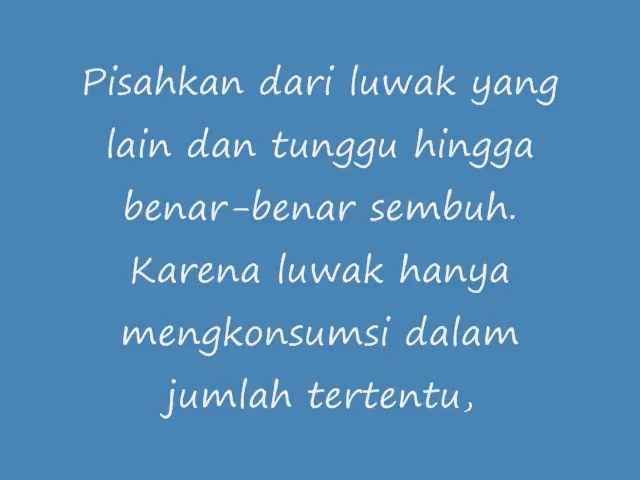 Pisahkan dari luwak yang
lain dan tunggu hingga
benar-benar sembuh.
Karena luwak hanya
mengkonsumsi dalam
jumlah tertentu,